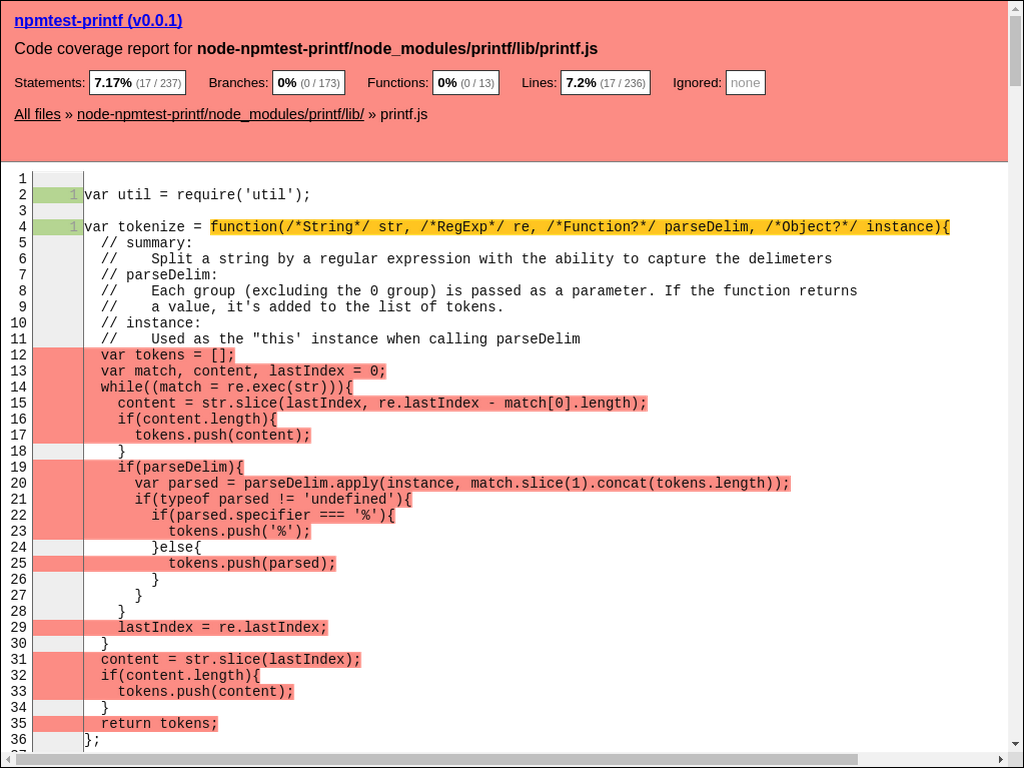 npmtest-printf (v0.0.1)
Code coverage report for node-npmtest-printf/node_modules/printf/lib/printf.js
Statements: 7.17% (17 / 237) Branches: 0% (0 / 173) Functions: 0% (0 / 13) Lines: 7.2% (17 / 236) Ignored: none
All files » node-npmtest-printf/node_modules/printf/lib/ » printf.js
1
2 1 var util = require('util');
3
4 1 var tokenize = function(/*String*/ str, /*RegExp*/ re, /*Function?*/ parseDelim, /*Object?*/ instance){
5   // summary:
6   //    Split a string by a regular expression with the ability to capture the delimeters
7   // parseDelim:
8   //    Each group (excluding the 0 group) is passed as a parameter. If the function returns
9   //    a value, it's added to the list of tokens.
10   // instance:
11   //    Used as the "this' instance when calling parseDelim
12   var tokens = [];
13   var match, content, lastIndex = 0;
14   while((match = re.exec(str))){
15     content = str.slice(lastIndex, re.lastIndex - match[0].length);
16     if(content.length){
17       tokens.push(content);
18     }
19     if(parseDelim){
20       var parsed = parseDelim.apply(instance, match.slice(1).concat(tokens.length));
21       if(typeof parsed != 'undefined'){
22         if(parsed.specifier === '%'){
23           tokens.push('%');
24         }else{
25           tokens.push(parsed);
26         }
27       }
28     }
29     lastIndex = re.lastIndex;
30   }
31   content = str.slice(lastIndex);
32   if(content.length){
33     tokens.push(content);
34   }
35   return tokens;
36 };